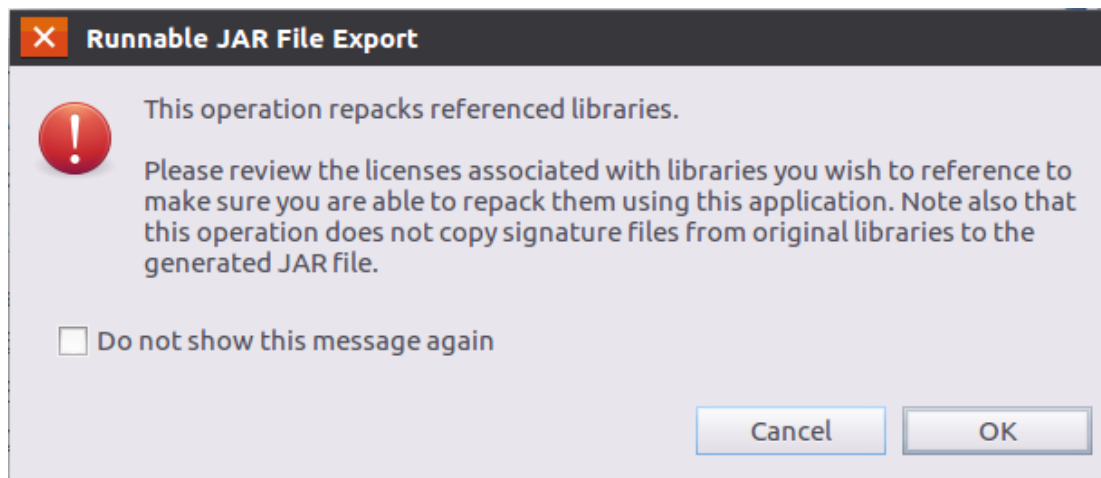 Runnable JAR File Export
This operation repacks referenced libraries.
Please review the licenses associated with libraries you wish to reference to
make sure you are able to repack them using this application. Note also that
this operation does not copy signature files from original libraries to the
generated JAR file.
Do not show this message again
Cancel OK